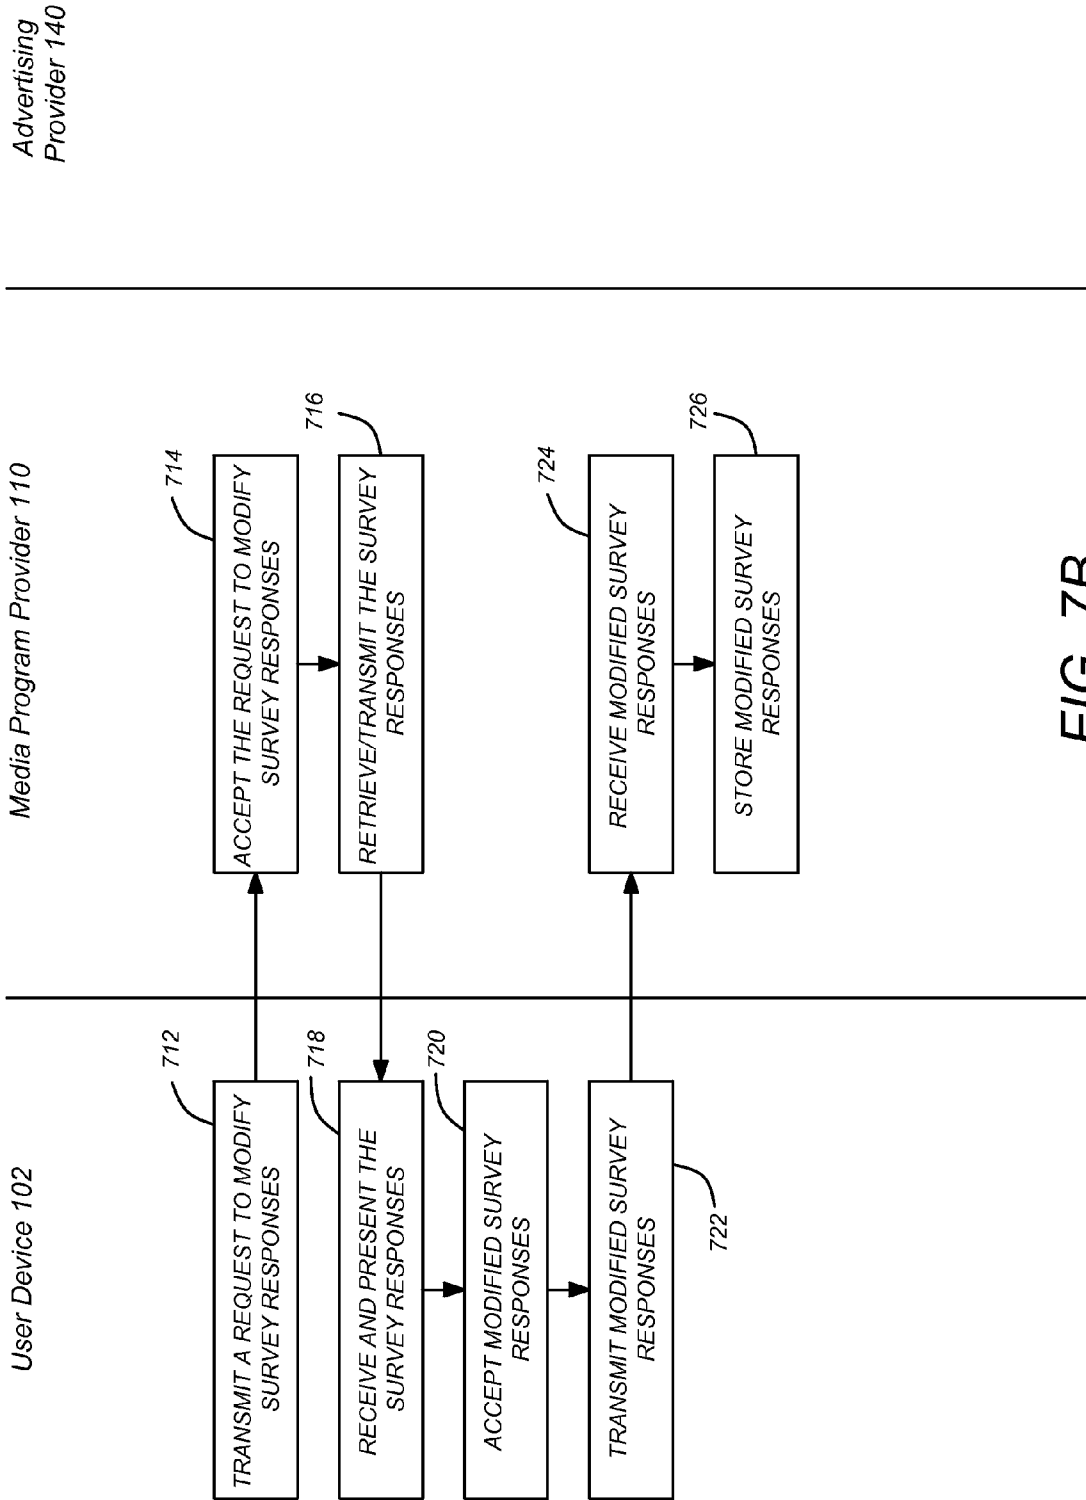 User Device 102
Media Program Provider 110
Advertising
Provider 140
712
TRANSMIT A REQUEST TO MODIFY
SURVEY RESPONSES
714
ACCEPT THE REQUEST TO MODIFY
SURVEY RESPONSES
716
RETRIEVE/TRANSMIT THE SURVEY
RESPONSES
718
RECEIVE AND PRESENT THE
SURVEY RESPONSES
720
ACCEPT MODIFIED SURVEY
RESPONSES
TRANSMIT MODIFIED SURVEY
RESPONSES
722
724
RECEIVE MODIFIED SURVEY
RESPONSES
726
STORE MODIFIED SURVEY
RESPONSES
FIG. 7B